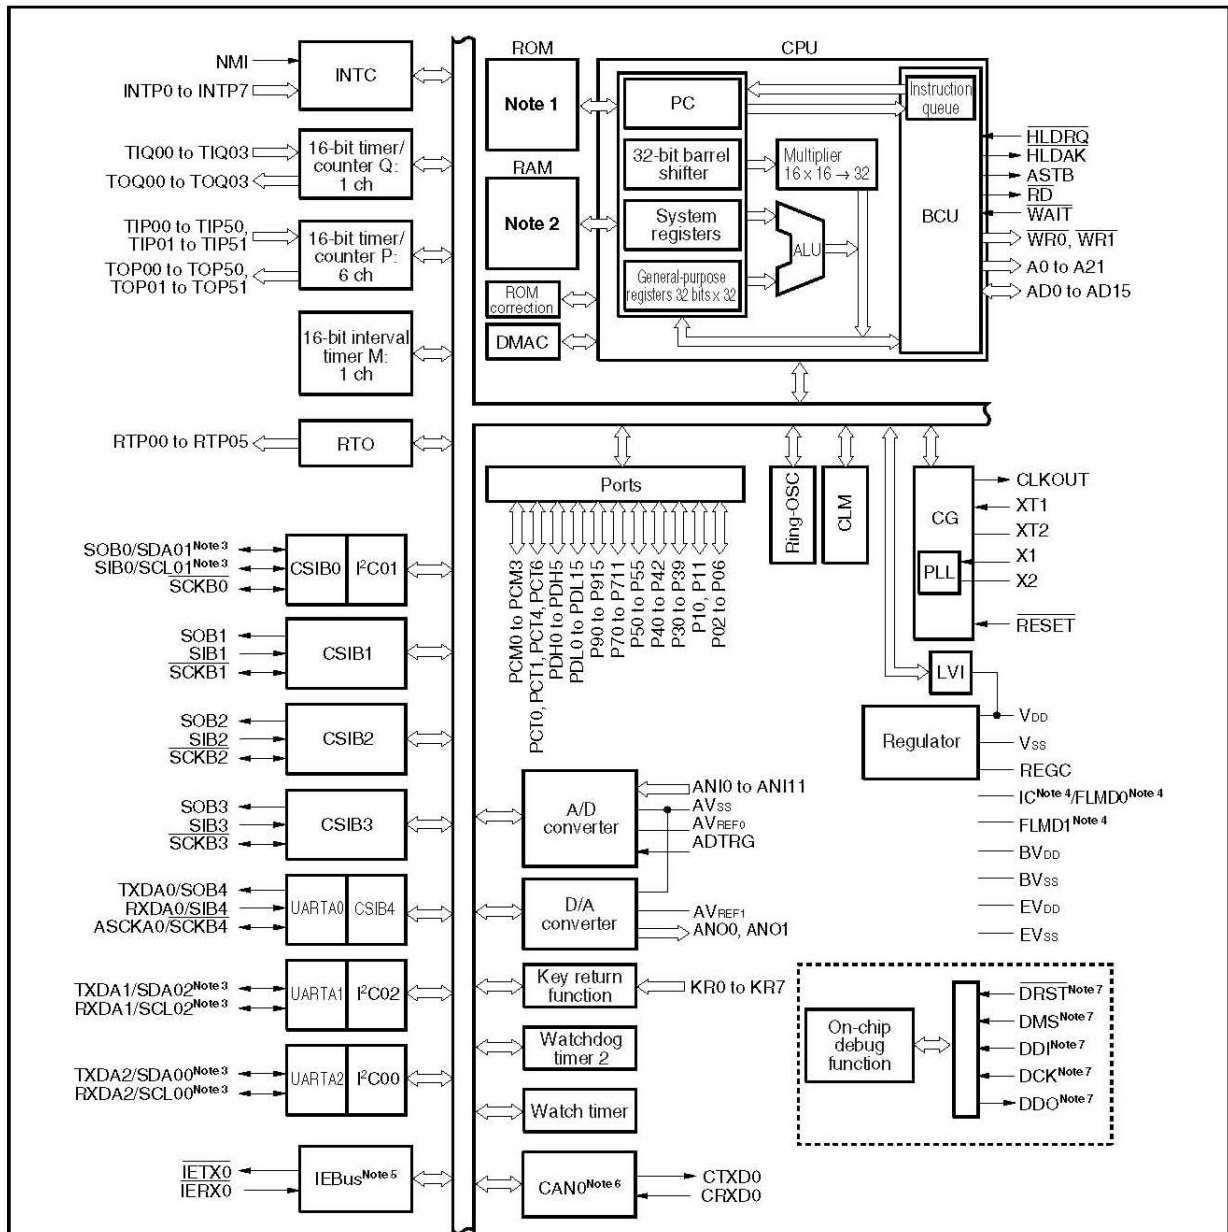 NMI
INTP0 to INTP7
INTC
TIQ00 to TIQ03
TOQ00 to TOQ03
16-bit timer/
counter Q:
1 ch
TIP00 to TIP50,
TIP01 to TIP51
TOP00 to TOP50,
TOP01 to TOP51
16-bit timer/
counter P:
6 ch
16-bit interval
timer M:
1 ch
RTP00 to RTP05
RTO
SOB0/SDA01Note 3
SIB0/SCL01Note 3
SCKB0
CSIB0
I²C01
SOB1
SIB1
SCKB1
CSIB1
SOB2
SIB2
SCKB2
CSIB2
SOB3
SIB3
SCKB3
CSIB3
TXDA0/SOB4
RXDA0/SIB4
ASCKA0/SCKB4
UARTA0
CSIB4
TXDA1/SDA02Note 3
RXDA1/SCL02Note 3
UARTA1
I²C02
TXDA2/SDA00Note 3
RXDA2/SCL00Note 3
UARTA2
I²C00
IETX0
IERX0
IEBusNote 5
ROM
Note 1
RAM
Note 2
ROM
correction
DMAC
CPU
PC
32-bit barrel
shifter
System
registers
General-purpose
registers 32 bits x 32
Multiplier
16 x 16 → 32
ALU
Instruction
queue
BCU
HLDRQ
HLDAK
ASTB
RD
WAIT
WR0, WR1
A0 to A21
AD0 to AD15
Ports
PCM0 to PCM3
PCT0, PCT1, PCT4, PCT6
PDH0 to PDH5
PDL0 to PDL15
P90 to P915
P70 to P711
P50 to P55
P40 to P42
P30 to P39
P10, P11
P02 to P06
Ring-OSC
CLM
CG
PLL
CLKOUT
XT1
XT2
X1
X2
RESET
LVI
Regulator
VDD
VSS
REGC
ICNote 4/FLMD0Note 4
FLMD1Note 4
BVDD
BVSS
EVDD
EVSS
A/D
converter
ANI0 to ANI11
AVSS
AVREF0
ADTRG
D/A
converter
AVREF1
ANO0, ANO1
Key return
function
KR0 to KR7
Watchdog
timer 2
Watch timer
CAN0Note 6
CTXD0
CRXD0
On-chip
debug
function
DRSTNote 7
DMSNote 7
DDINote 7
DCKNote 7
DDONote 7